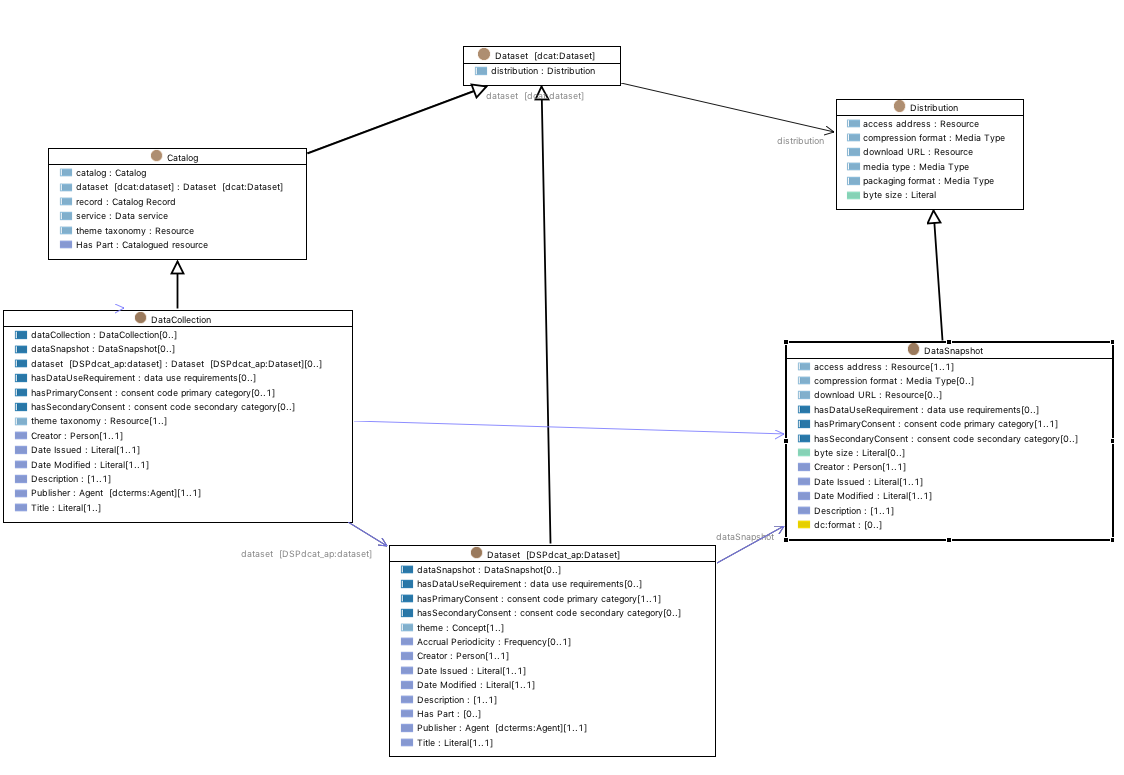 Dataset [dcat:Dataset]
distribution : Distribution
dataset [dcat:dataset]
distribution
Distribution
access address : Resource
compression format : Media Type
download URL : Resource
media type : Media Type
packaging format : Media Type
byte size : Literal
Catalog
catalog : Catalog
dataset [dcat:dataset] : Dataset [dcat:Dataset]
record : Catalog Record
service : Data service
theme taxonomy : Resource
Has Part : Catalogued resource
DataCollection
dataCollection : DataCollection[0..]
dataSnapshot : DataSnapshot[0..]
dataset [DSPdcat_ap:dataset] : Dataset [DSPdcat_ap:Dataset][0..]
hasDataUseRequirement : data use requirements[0..]
hasPrimaryConsent : consent code primary category[0..1]
hasSecondaryConsent : consent code secondary category[0..]
theme taxonomy : Resource[1..]
Creator : Person[1..1]
Date Issued : Literal[1..1]
Date Modified : Literal[1..1]
Description : [1..1]
Publisher : Agent [dcterms:Agent][1..1]
Title : Literal[1..]
DataSnapshot
access address : Resource[1..1]
compression format : Media Type[0..]
download URL : Resource[0..]
hasDataUseRequirement : data use requirements[0..]
hasPrimaryConsent : consent code primary category[1..1]
hasSecondaryConsent : consent code secondary category[0..]
byte size : Literal[0..]
Creator : Person[1..1]
Date Issued : Literal[1..1]
Date Modified : Literal[1..1]
Description : [1..1]
dc:format : [0..]
dataset [DSPdcat_ap:dataset]
dataSnapshot
Dataset [DSPdcat_ap:Dataset]
dataSnapshot : DataSnapshot[0..]
hasDataUseRequirement : data use requirements[0..]
hasPrimaryConsent : consent code primary category[1..1]
hasSecondaryConsent : consent code secondary category[0..]
theme : Concept[1..]
Accrual Periodicity : Frequency[0..1]
Creator : Person[1..1]
Date Issued : Literal[1..1]
Date Modified : Literal[1..1]
Description : [1..1]
Has Part : [0..]
Publisher : Agent [dcterms:Agent][1..1]
Title : Literal[1..1]